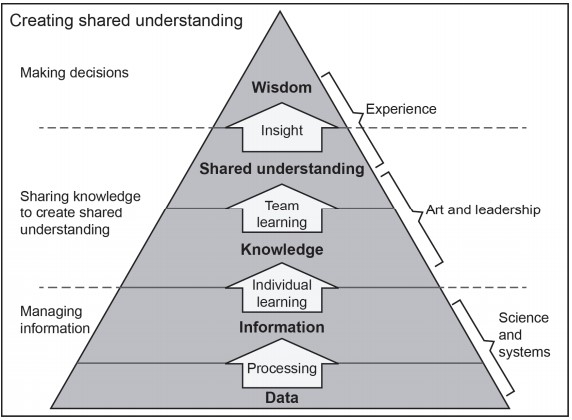 Creating shared understanding
Making decisions
Wisdom
Experience
Insight
Shared understanding
Sharing knowledge
to create shared
understanding
Team
learning
Art and leadership
Knowledge
Individual
learning
Managing
information
Information
Science
and
systems
Processing
Data